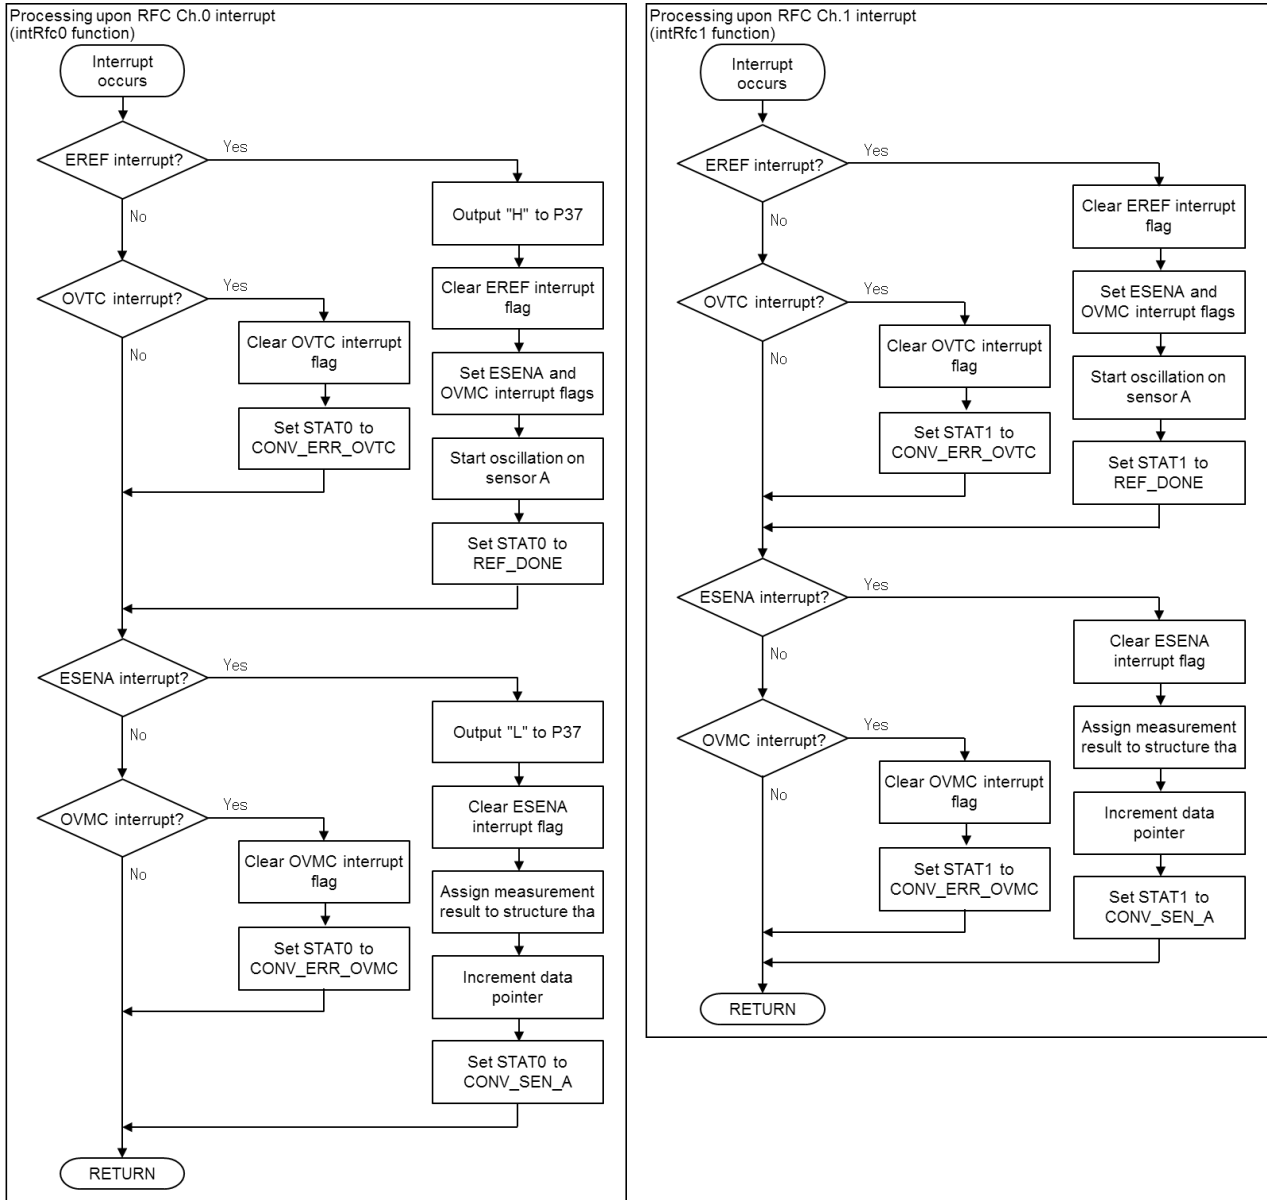 Processing upon RFC Ch.0 interrupt
(intRfc0 function)
Interrupt
occurs
EREF interrupt?
Yes
No
Output "H" to P37
Clear EREF interrupt
flag
Set ESENA and
OVMC interrupt flags
Start oscillation on
sensor A
Set STAT0 to
REF_DONE
OVTC interrupt?
Yes
No
Clear OVTC interrupt
flag
Set STAT0 to
CONV_ERR_OVTC
ESENA interrupt?
Yes
No
Output "L" to P37
Clear ESENA
interrupt flag
Assign measurement
result to structure tha
Increment data
pointer
Set STAT0 to
CONV_SEN_A
OVMC interrupt?
Yes
No
Clear OVMC interrupt
flag
Set STAT0 to
CONV_ERR_OVMC
RETURN
Processing upon RFC Ch.1 interrupt
(intRfc1 function)
Interrupt
occurs
EREF interrupt?
Yes
No
Clear EREF interrupt
flag
Set ESENA and
OVMC interrupt flags
Start oscillation on
sensor A
Set STAT1 to
REF_DONE
OVTC interrupt?
Yes
No
Clear OVTC interrupt
flag
Set STAT1 to
CONV_ERR_OVTC
ESENA interrupt?
Yes
No
Clear ESENA
interrupt flag
Assign measurement
result to structure tha
Increment data
pointer
Set STAT1 to
CONV_SEN_A
OVMC interrupt?
Yes
No
Clear OVMC interrupt
flag
Set STAT1 to
CONV_ERR_OVMC
RETURN